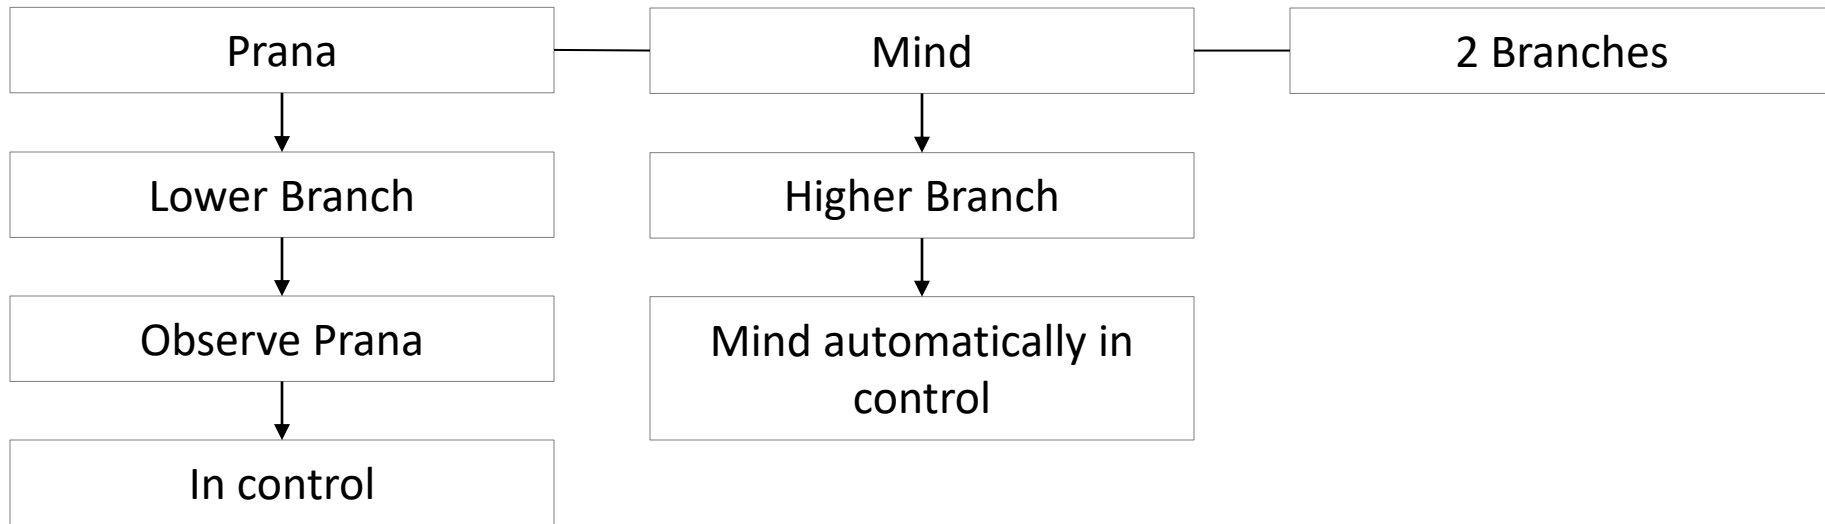 Prana
Mind
2 Branches
Lower Branch
Higher Branch
Observe Prana
Mind automatically in
control
In control